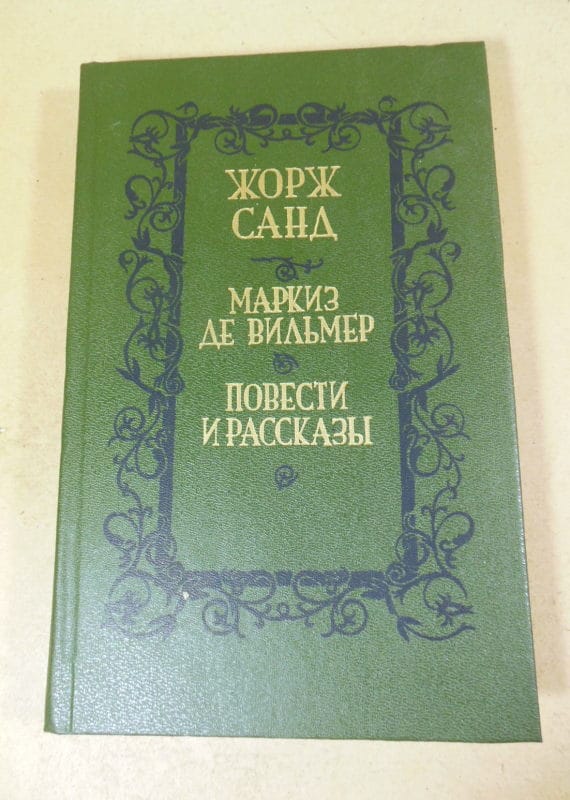 ЖОРЖ
САНД
МАРКИЗ
ДЕ ВИЛЬМЕР
ПОВЕСТИ
И РАССКАЗЫ